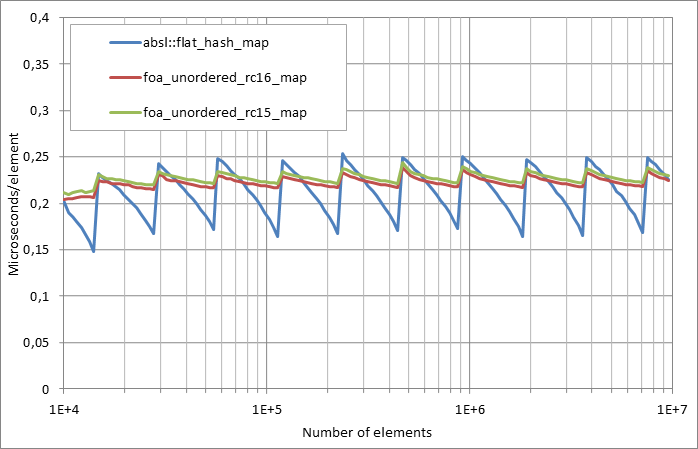 0,4
0,35
0,3
0,25
0,2
0,15
0,1
0,05
0
Microseconds/element
absl::flat_hash_map
foa_unordered_rc16_map
foa_unordered_rc15_map
1E+4 1E+5 1E+6 1E+7
Number of elements